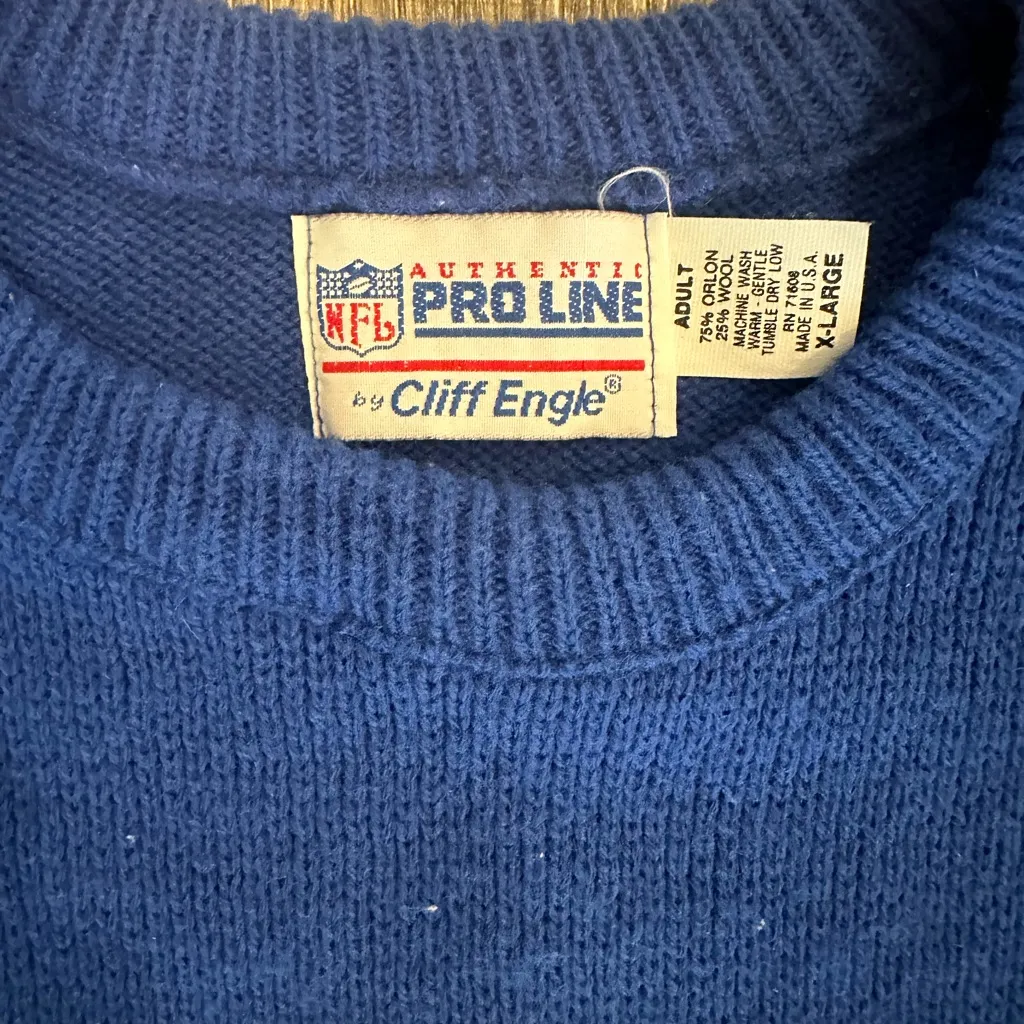 NFL
AUTHENTIC
PRO LINE
by Cliff Engle®
ADULT
75% ORLON
25% WOOL
MACHINE WASH
WARM - GENTLE
TUMBLE DRY LOW
RN 71608
MADE IN U.S.A.
X-LARGE